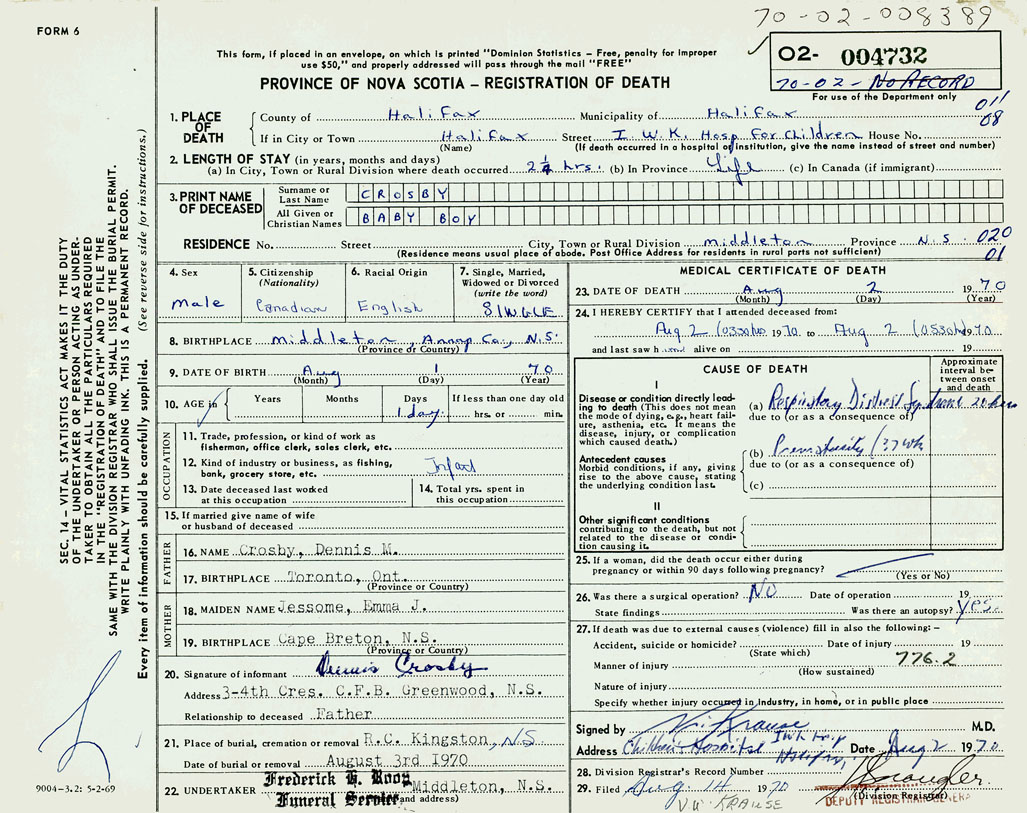 70-02-008389
FORM 6
O2- 004732
70-02- No RECORD
For use of the Department only
This form, if placed in an envelope, on which is printed "Dominion Statistics – Free, penalty for improper
use $50," and properly addressed will pass through the mail "FREE"
PROVINCE OF NOVA SCOTIA – REGISTRATION OF DEATH
011
08
1. PLACE OF DEATH
County of Halifax Municipality of Halifax
If in City or Town Halifax Street I. W. K. Hosp For Children House No.
(Name) (If death occurred in a hospital or institution, give the name instead of street and number)
2. LENGTH OF STAY (in years, months and days)
(a) In City, Town or Rural Division where death occurred 2¼ hrs. (b) In Province Life (c) In Canada (if immigrant)
3. PRINT NAME OF DECEASED
Surname or Last Name CROSBY
All Given or Christian Names BABY BOY
RESIDENCE No. Street City, Town or Rural Division Middleton Province N.S. 020
(Residence means usual place of abode. Post Office Address for residents in rural parts not sufficient) 01
4. Sex
male
5. Citizenship
(Nationality)
Canadian
6. Racial Origin
English
7. Single, Married,
Widowed or Divorced
(write the word)
SINGLE
8. BIRTHPLACE Middleton, Annap Co., N.S.
(Province or Country)
9. DATE OF BIRTH Aug 1 70
(Month) (Day) (Year)
10. AGE in Years Months Days If less than one day old
1 day hrs. or min.
OCCUPATION
11. Trade, profession, or kind of work as
fisherman, office clerk, sales clerk, etc.
12. Kind of industry or business, as fishing,
bank, grocery store, etc. Infant
13. Date deceased last worked
at this occupation
14. Total yrs. spent in
this occupation
15. If married give name of wife
or husband of deceased
FATHER
16. NAME Crosby, Dennis M.
17. BIRTHPLACE Toronto, Ont.
(Province or Country)
MOTHER
18. MAIDEN NAME Jessome, Emma J.
19. BIRTHPLACE Cape Breton, N.S.
(Province or Country)
20. Signature of informant Dennis Crosby
Address 3-4th Cres. C.F.B. Greenwood, N.S.
Relationship to deceased Father
21. Place of burial, cremation or removal R.C. Kingston, NS
Date of burial or removal August 3rd 1970
22. UNDERTAKER Frederick H. Rooz
Funeral Service Middleton, N.S.
and address)
MEDICAL CERTIFICATE OF DEATH
23. DATE OF DEATH Aug 2 1970
(Month) (Day) (Year)
24. I HEREBY CERTIFY that I attended deceased from:
Aug 2 1970 to Aug 2 1970
and last saw h alive on 19
CAUSE OF DEATH
Approximate
interval be-
tween onset
and death
I
Disease or condition directly lead-
ing to death (This does not mean
the mode of dying, e.g., heart fail-
ure, asthenia, etc. It means the
disease, injury, or complication
which caused death.)
(a) Respiratory Distress Syndrome
due to (or as a consequence of)
Antecedent causes
Morbid conditions, if any, giving
rise to the above cause, stating
the underlying condition last.
(b) Prematurity (37 wk
due to (or as a consequence of)
(c)
II
Other significant conditions
contributing to the death, but not
related to the disease or condi-
tion causing it.
25. If a woman, did the death occur either during
pregnancy or within 90 days following pregnancy?
(Yes or No)
26. Was there a surgical operation? NO Date of operation 19
State findings Was there an autopsy? Yes.
27. If death was due to external causes (violence) fill in also the following: –
Accident, suicide or homicide? Date of injury 19
(State which) 776.2
Manner of injury
(How sustained)
Nature of injury
Specify whether injury occurred in industry, in home, or in public place
Signed by V. Krause M.D.
Address Children Hospital Iwk Hosp Halifax, Date Aug 2 1970
28. Division Registrar's Record Number
29. Filed Aug. 14 1970
(Division Registrar)
V W KRAUSE
DEPUTY REGISTRAR GENERAL
SEC. 14 – VITAL STATISTICS ACT MAKES IT THE DUTY
OF THE UNDERTAKER OR PERSON ACTING AS UNDER-
TAKER TO OBTAIN ALL THE PARTICULARS REQUIRED
IN THE "REGISTRATION OF DEATH" AND TO FILE THE
SAME WITH THE DIVISION REGISTRAR WHO SHALL ISSUE THE BURIAL PERMIT.
WRITE PLAINLY WITH UNFADING INK. THIS IS A PERMANENT RECORD.
Every item of information should be carefully supplied. (See reverse side for instructions.)
9004-3.2: 5-2-69